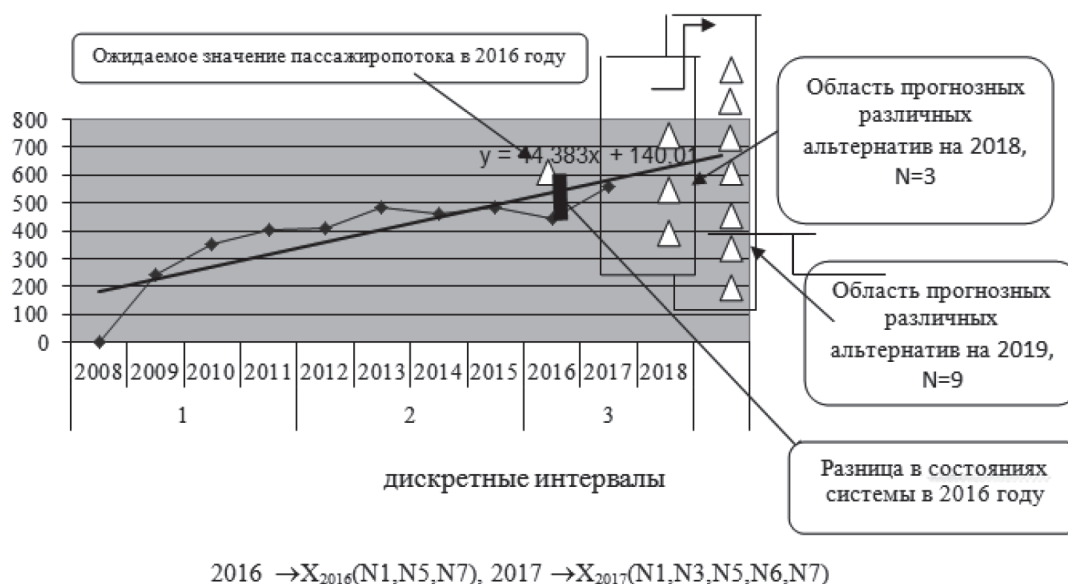 Ожидаемое значение пассажиропотока в 2016 году
Область прогнозных
различных
альтернатив на 2018,
N=3
800
700
600
500
400
300
200
100
0
y = 44,383x + 140,01
Область прогнозных
различных
альтернатив на 2019,
N=9
2008 2009 2010 2011 2012 2013 2014 2015 2016 2017 2018
1 2 3
дискретные интервалы
Разница в состояниях
системы в 2016 году
2016 →X2016(N1,N5,N7), 2017 →X2017(N1,N3,N5,N6,N7)